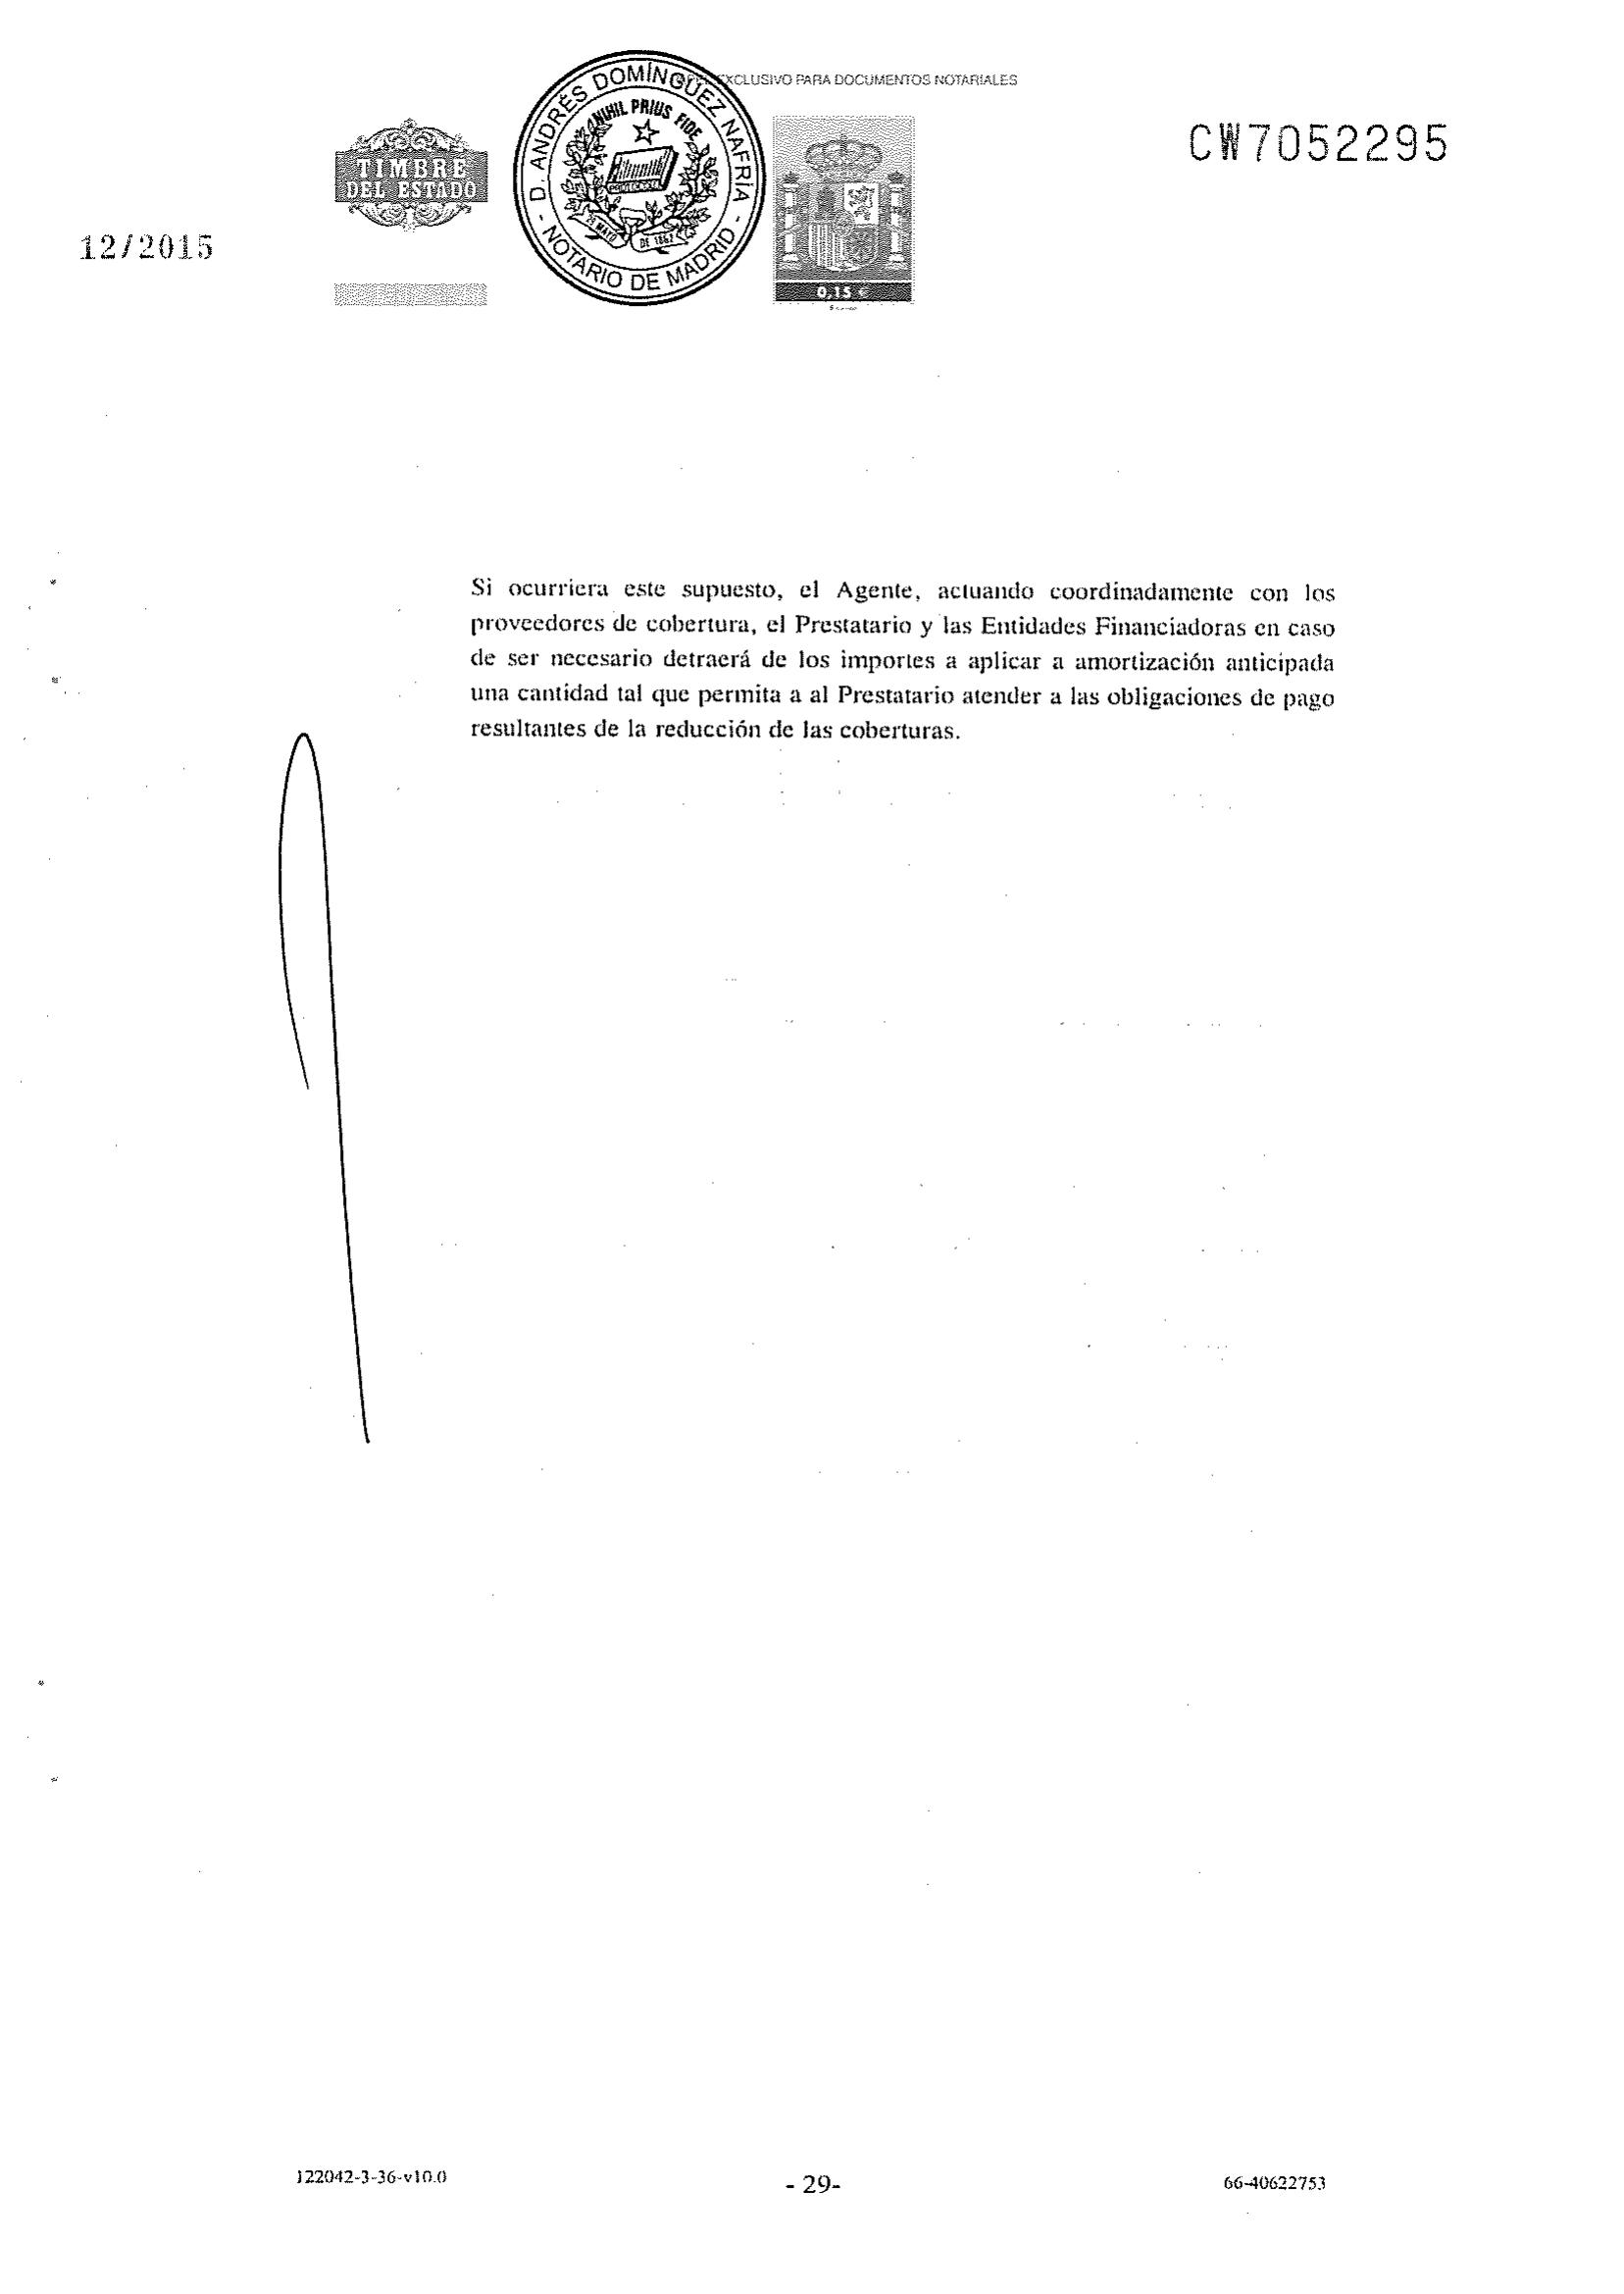 EXCLUSIVO PARA DOCUMENTOS NOTARIALES
D. ANDRÉS DOMÍNGUEZ NAFRÍA - NOTARIO DE MADRID -
NIHIL PRIUS FIDE
DE 1862
TIMBRE
DEL ESTADO
0,15 €
CW7052295
12/2015
Si ocurriera este supuesto, el Agente, actuando coordinadamente con los
proveedores de cobertura, el Prestatario y las Entidades Financiadoras en caso
de ser necesario detraerá de los importes a aplicar a amortización anticipada
una cantidad tal que permita a al Prestatario atender a las obligaciones de pago
resultantes de la reducción de las coberturas.
122042-3-36-v10.0
- 29-
66-40622753